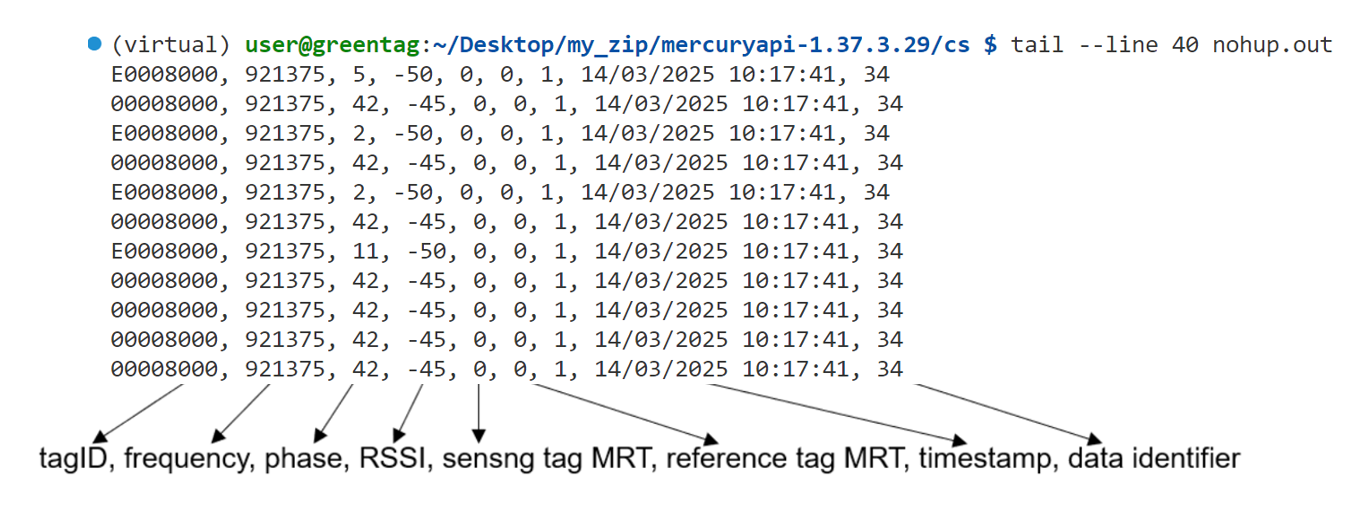 (virtual) user@greentag:~/Desktop/my_zip/mercuryapi-1.37.3.29/cs $ tail --line 40 nohup.out
E0008000, 921375, 5, -50, 0, 0, 1, 14/03/2025 10:17:41, 34
00008000, 921375, 42, -45, 0, 0, 1, 14/03/2025 10:17:41, 34
E0008000, 921375, 2, -50, 0, 0, 1, 14/03/2025 10:17:41, 34
00008000, 921375, 42, -45, 0, 0, 1, 14/03/2025 10:17:41, 34
E0008000, 921375, 2, -50, 0, 0, 1, 14/03/2025 10:17:41, 34
00008000, 921375, 42, -45, 0, 0, 1, 14/03/2025 10:17:41, 34
E0008000, 921375, 11, -50, 0, 0, 1, 14/03/2025 10:17:41, 34
00008000, 921375, 42, -45, 0, 0, 1, 14/03/2025 10:17:41, 34
00008000, 921375, 42, -45, 0, 0, 1, 14/03/2025 10:17:41, 34
00008000, 921375, 42, -45, 0, 0, 1, 14/03/2025 10:17:41, 34
00008000, 921375, 42, -45, 0, 0, 1, 14/03/2025 10:17:41, 34
tagID, frequency, phase, RSSI, sensng tag MRT, reference tag MRT, timestamp, data identifier